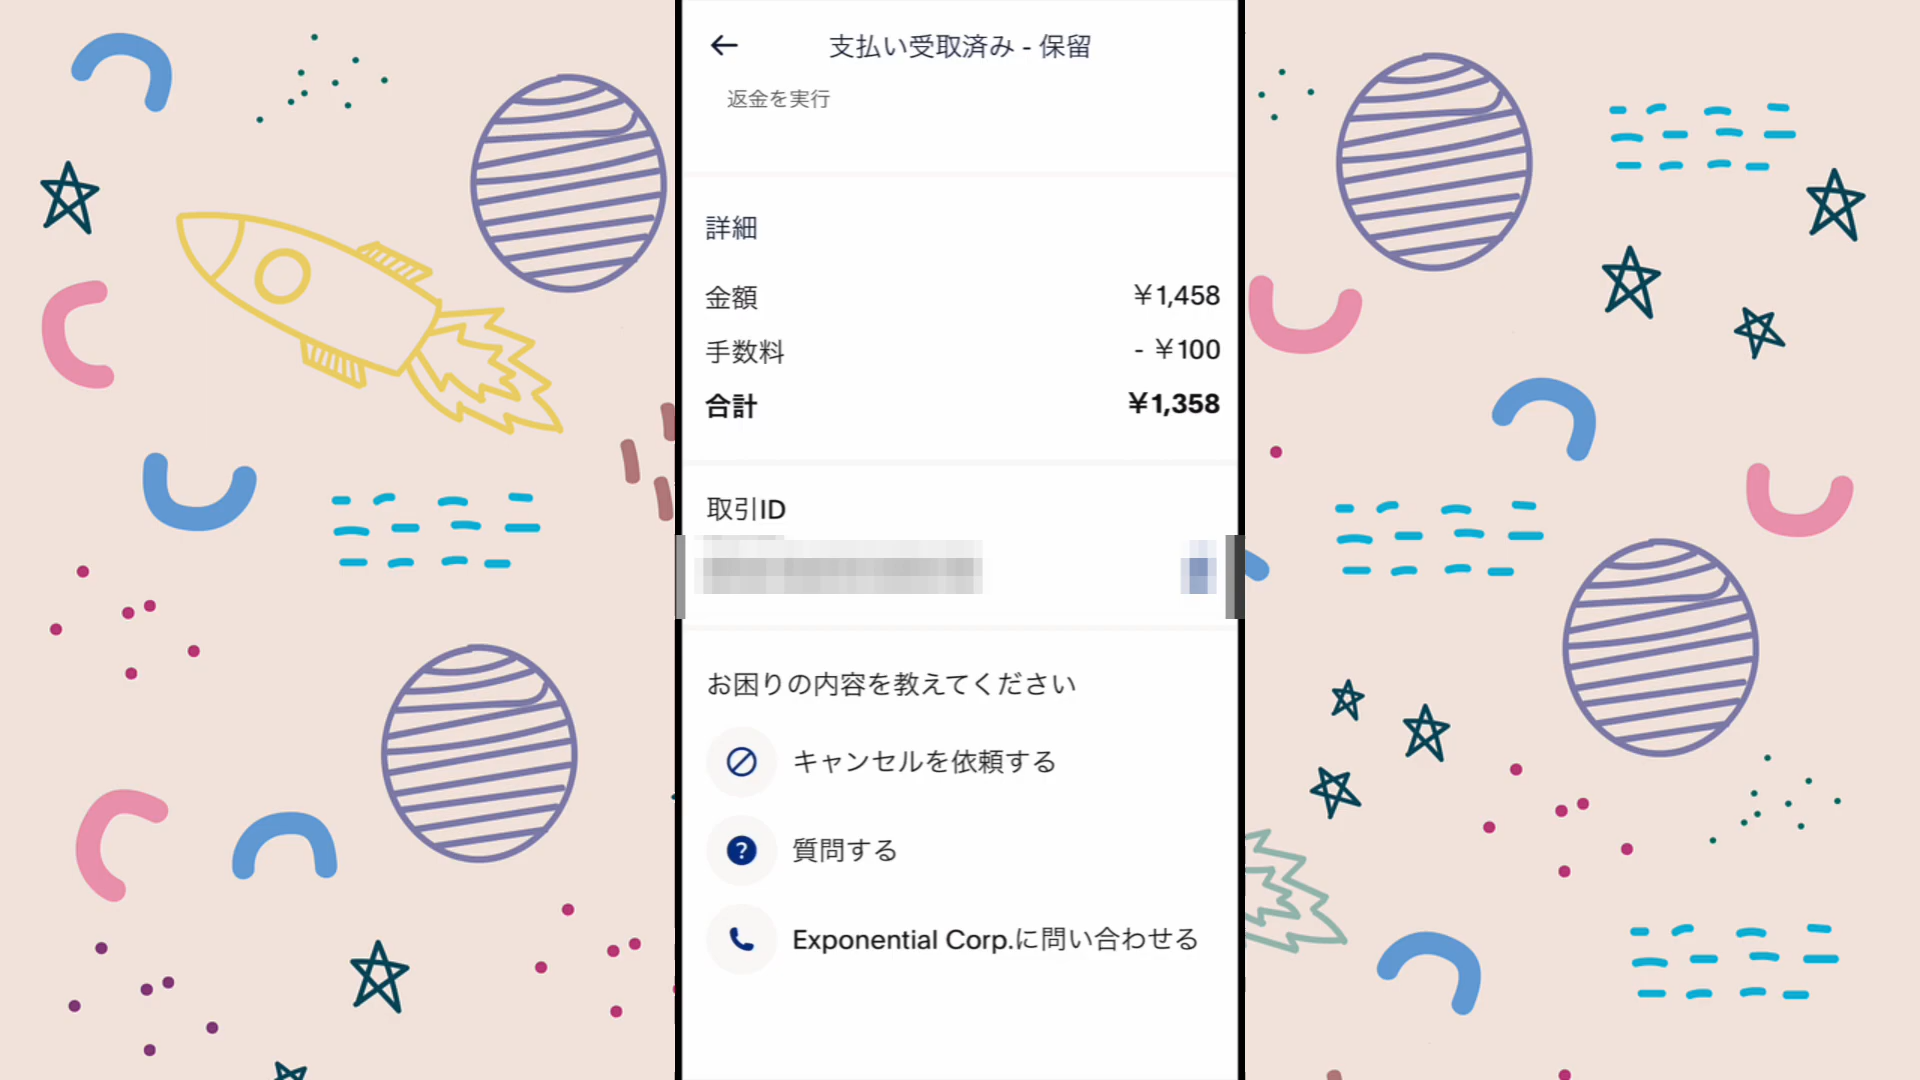 支払い受取済み - 保留
返金を実行
詳細
金額 ¥1,458
手数料 - ¥100
合計 ¥1,358
取引ID
お困りの内容を教えてください
キャンセルを依頼する
質問する
Exponential Corp.に問い合わせる